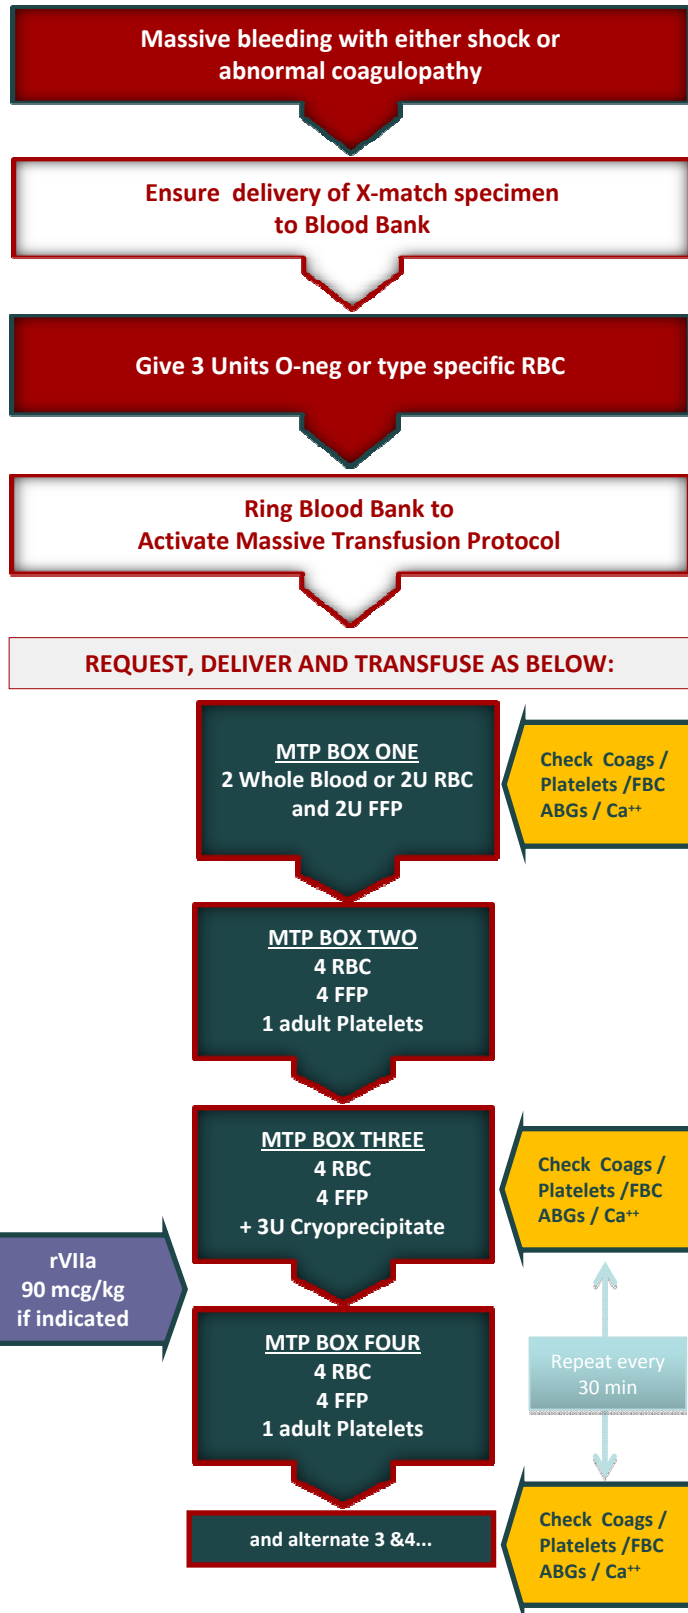 Massive bleeding with either shock or
abnormal coagulopathy
Ensure delivery of X-match specimen
to Blood Bank
Give 3 Units O-neg or type specific RBC
Ring Blood Bank to
Activate Massive Transfusion Protocol
REQUEST, DELIVER AND TRANSFUSE AS BELOW:
MTP BOX ONE
2 Whole Blood or 2U RBC
and 2U FFP
Check Coags /
Platelets /FBC
ABGs / Ca⁺⁺
MTP BOX TWO
4 RBC
4 FFP
1 adult Platelets
MTP BOX THREE
4 RBC
4 FFP
+ 3U Cryoprecipitate
Check Coags /
Platelets /FBC
ABGs / Ca⁺⁺
rVIIa
90 mcg/kg
if indicated
MTP BOX FOUR
4 RBC
4 FFP
1 adult Platelets
Repeat every
30 min
and alternate 3 &4...
Check Coags /
Platelets /FBC
ABGs / Ca⁺⁺